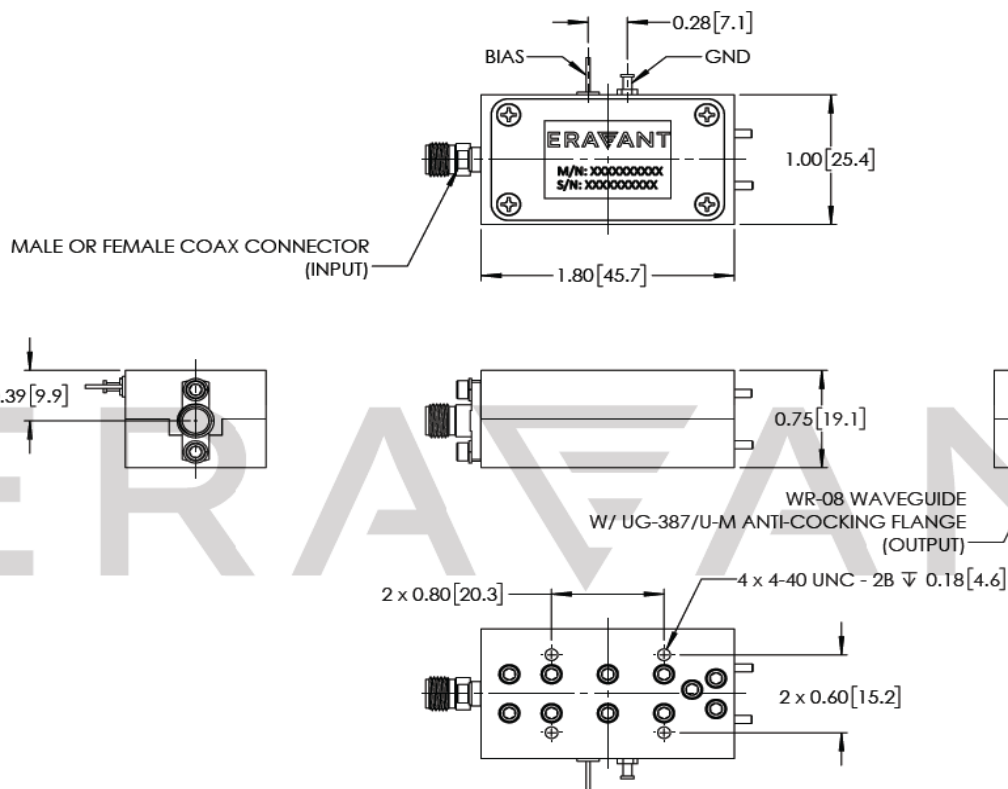 0.28[7.1]
BIAS
GND
ERAVANT
M/N: XXXXXXXXXX
S/N: XXXXXXXXXX
1.00[25.4]
MALE OR FEMALE COAX CONNECTOR
(INPUT)
1.80[45.7]
.39[9.9]
0.75[19.1]
ERAVAN
WR-08 WAVEGUIDE
W/ UG-387/U-M ANTI-COCKING FLANGE
(OUTPUT)
2 x 0.80[20.3]
4 x 4-40 UNC - 2B ↧ 0.18[4.6]
2 x 0.60[15.2]